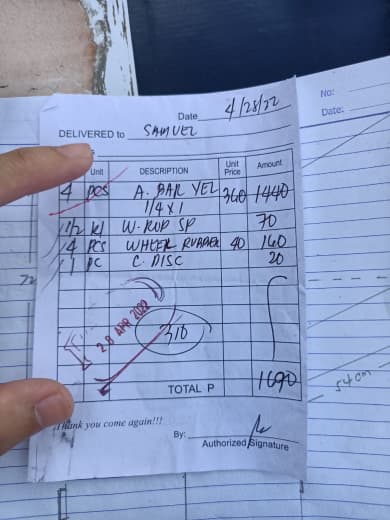 No:
Date:
Date 4/28/22
DELIVERED to SAMUEL
Unit DESCRIPTION Unit Price Amount
4 pcs A. BAR YEL 360 1440
1/4 x 1
1/2 kl W. ROD SP 70
4 PCS WHEEL RUBBER 40 160
1 PC C. DISC 20
28 APR 2022
310
TOTAL P 1690
Thank you come again!!!
By:
Authorized Signature
54 cm